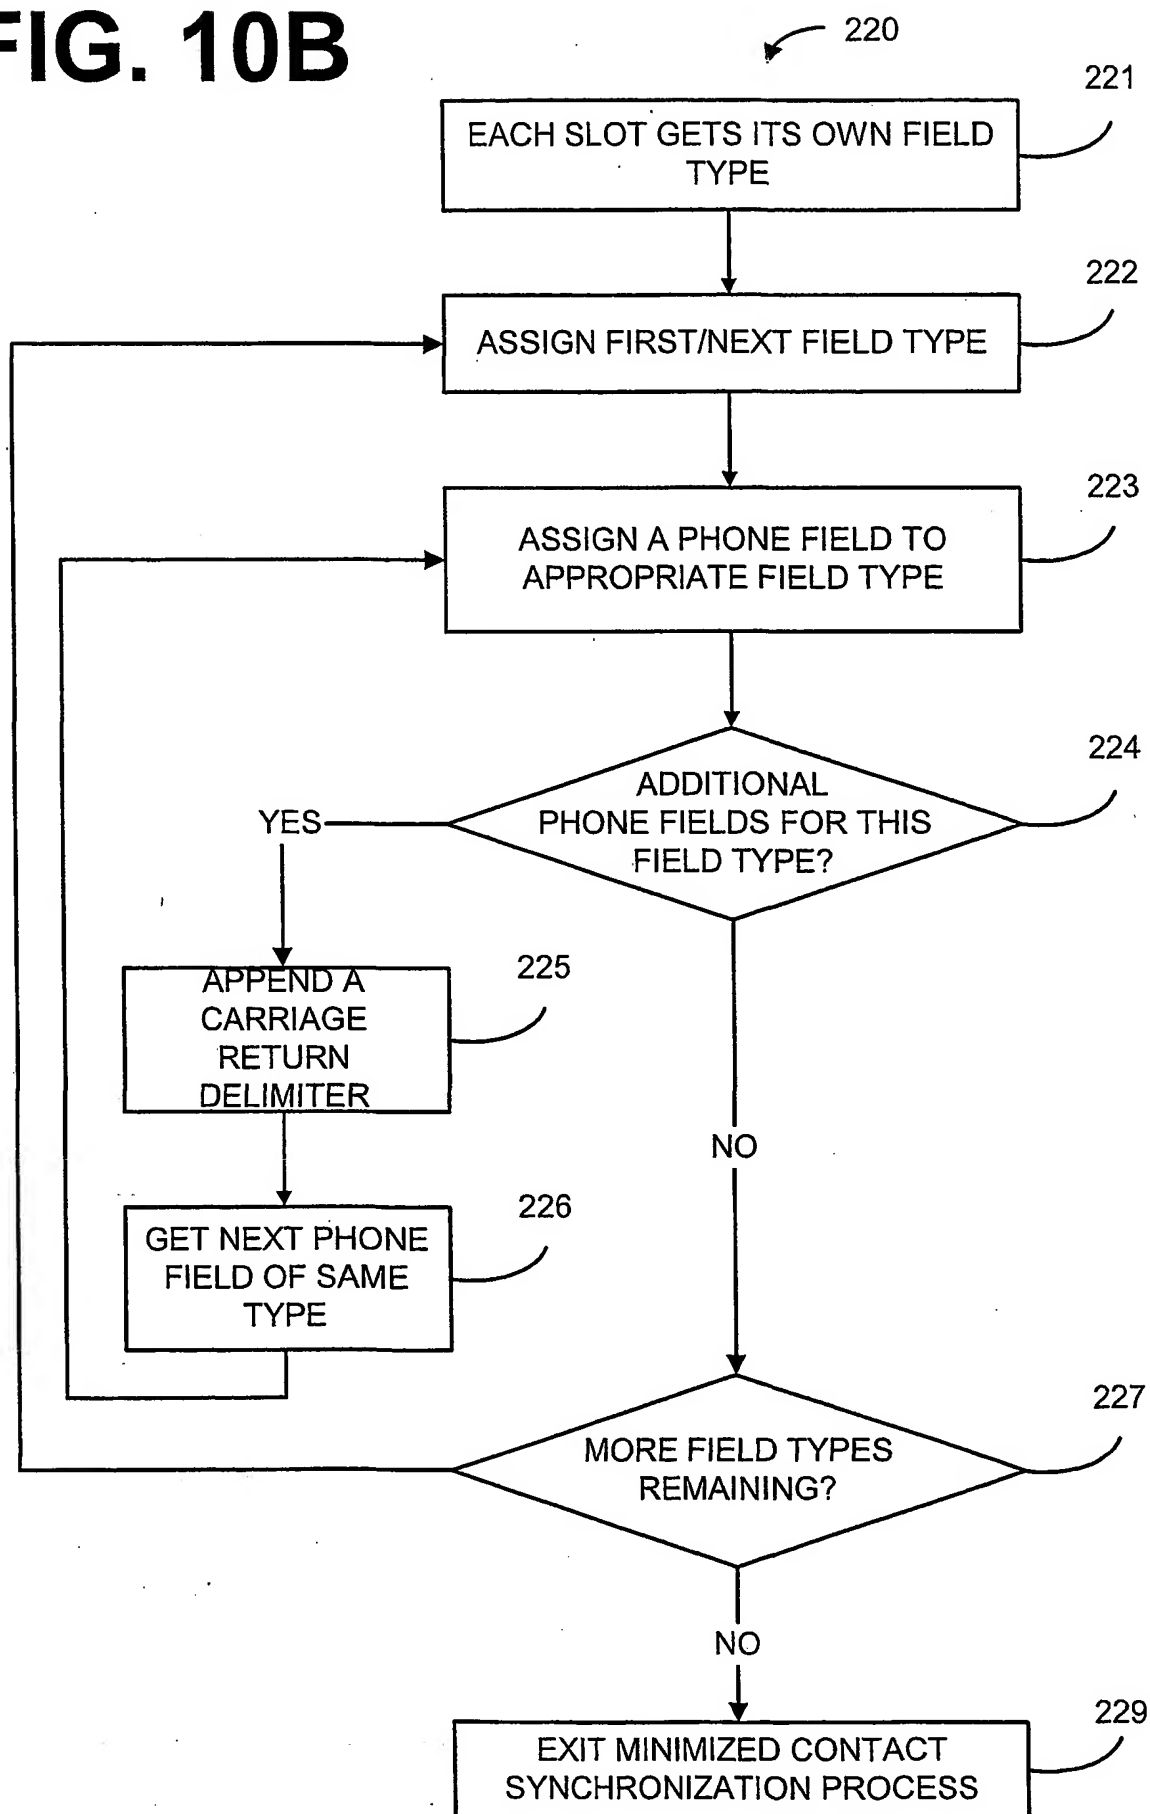 FIG. 10B
220
221
EACH SLOT GETS ITS OWN FIELD
TYPE
222
ASSIGN FIRST/NEXT FIELD TYPE
223
ASSIGN A PHONE FIELD TO
APPROPRIATE FIELD TYPE
224
ADDITIONAL
PHONE FIELDS FOR THIS
FIELD TYPE?
YES
225
APPEND A
CARRIAGE
RETURN
DELIMITER
NO
226
GET NEXT PHONE
FIELD OF SAME
TYPE
227
MORE FIELD TYPES
REMAINING?
NO
229
EXIT MINIMIZED CONTACT
SYNCHRONIZATION PROCESS